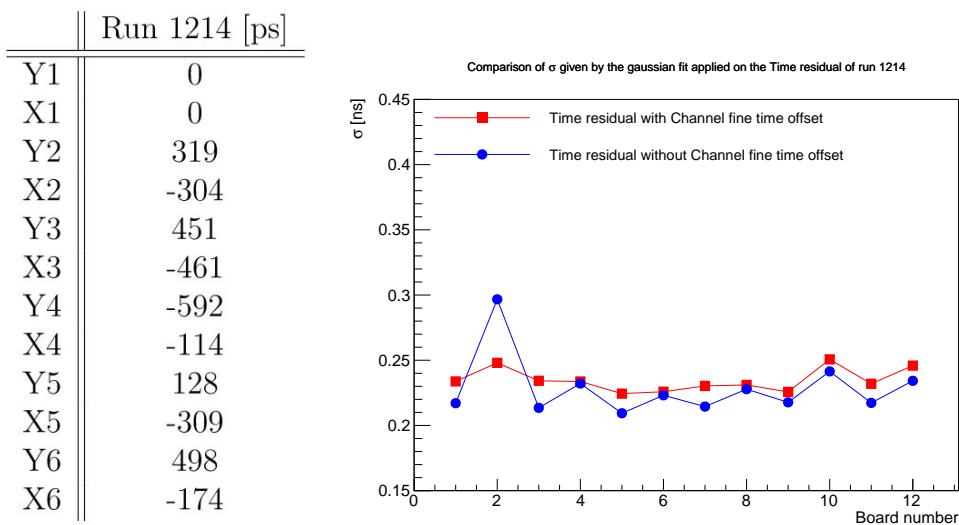 Run 1214 [ps]
Y1 0
X1 0
Y2 319
X2 -304
Y3 451
X3 -461
Y4 -592
X4 -114
Y5 128
X5 -309
Y6 498
X6 -174
Comparison of σ given by the gaussian fit applied on the Time residual of run 1214
σ [ns]
0.45
0.4
0.35
0.3
0.25
0.2
0.15
Time residual with Channel fine time offset
Time residual without Channel fine time offset
0 2 4 6 8 10 12
Board number